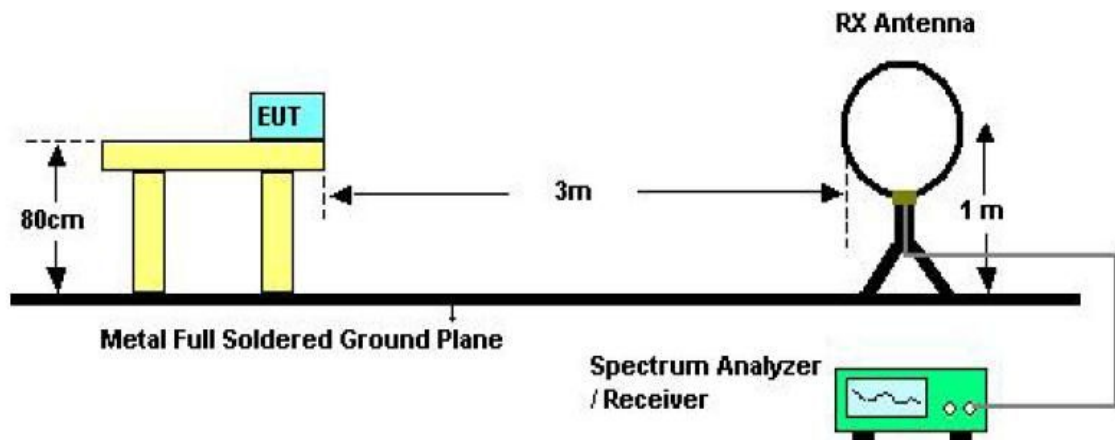 RX Antenna
EUT
3m
80cm
1 m
Metal Full Soldered Ground Plane
Spectrum Analyzer
/ Receiver